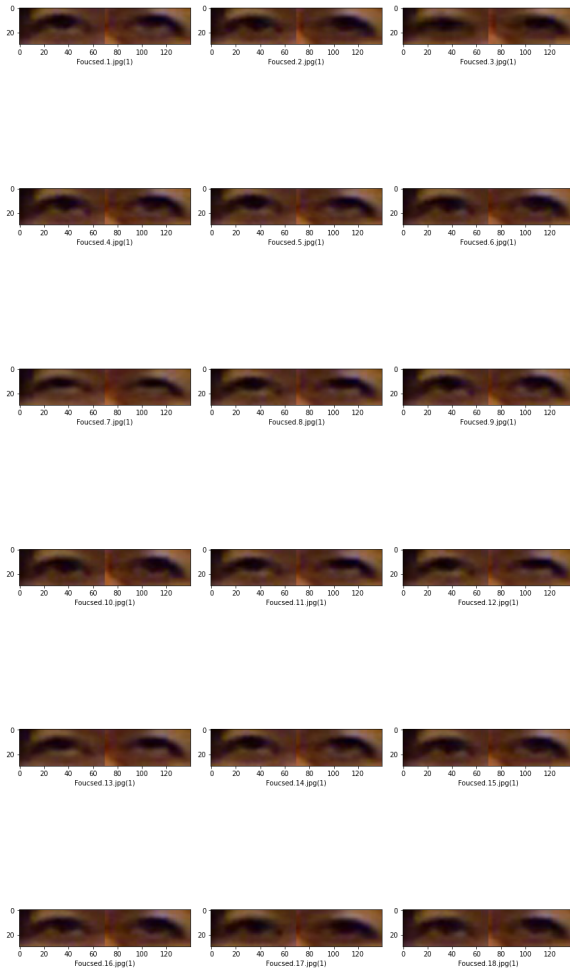 0
20
0 20 40 60 80 100 120
Foucsed.1.jpg(1)
0
20
0 20 40 60 80 100 120
Foucsed.2.jpg(1)
0
20
0 20 40 60 80 100 120
Foucsed.3.jpg(1)
0
20
0 20 40 60 80 100 120
Foucsed.4.jpg(1)
0
20
0 20 40 60 80 100 120
Foucsed.5.jpg(1)
0
20
0 20 40 60 80 100 120
Foucsed.6.jpg(1)
0
20
0 20 40 60 80 100 120
Foucsed.7.jpg(1)
0
20
0 20 40 60 80 100 120
Foucsed.8.jpg(1)
0
20
0 20 40 60 80 100 120
Foucsed.9.jpg(1)
0
20
0 20 40 60 80 100 120
Foucsed.10.jpg(1)
0
20
0 20 40 60 80 100 120
Foucsed.11.jpg(1)
0
20
0 20 40 60 80 100 120
Foucsed.12.jpg(1)
0
20
0 20 40 60 80 100 120
Foucsed.13.jpg(1)
0
20
0 20 40 60 80 100 120
Foucsed.14.jpg(1)
0
20
0 20 40 60 80 100 120
Foucsed.15.jpg(1)
0
20
0 20 40 60 80 100 120
Foucsed.16.jpg(1)
0
20
0 20 40 60 80 100 120
Foucsed.17.jpg(1)
0
20
0 20 40 60 80 100 120
Foucsed.18.jpg(1)